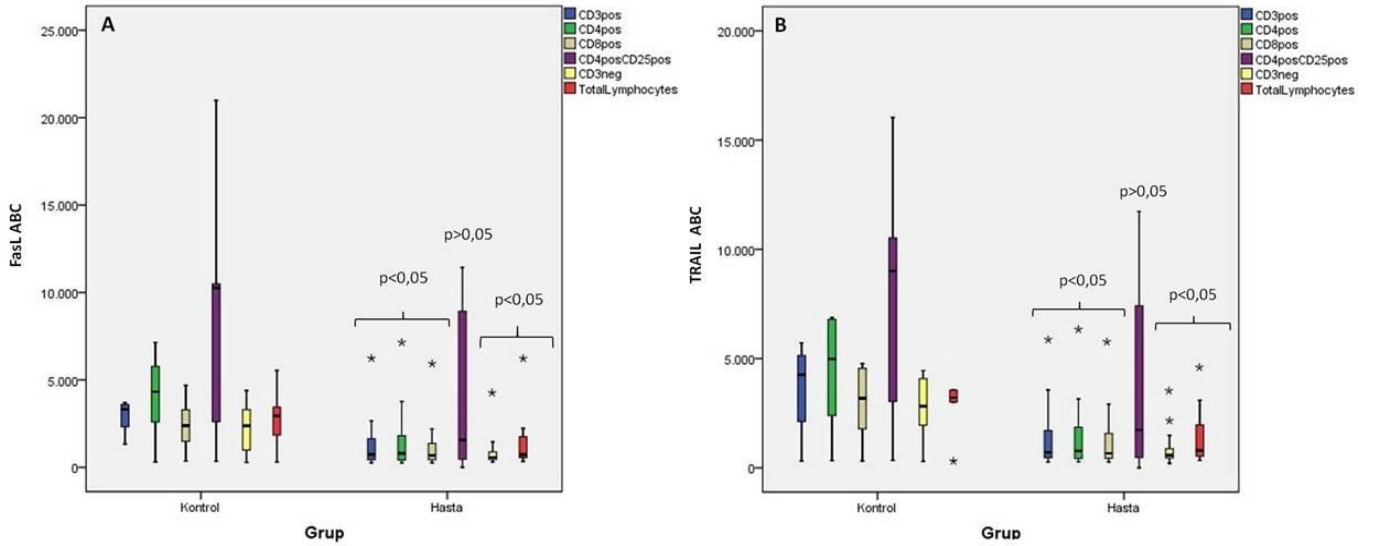 A
FasL ABC
25.000
20.000
15.000
10.000
5.000
0
p<0,05
p>0,05
p<0,05
Kontrol
Hasta
Grup
CD3pos
CD4pos
CD8pos
CD4posCD25pos
CD3neg
TotalLymphocytes
B
TRAIL ABC
20.000
15.000
10.000
5.000
0
p<0,05
p>0,05
p<0,05
Kontrol
Hasta
Grup
CD3pos
CD4pos
CD8pos
CD4posCD25pos
CD3neg
TotalLymphocytes